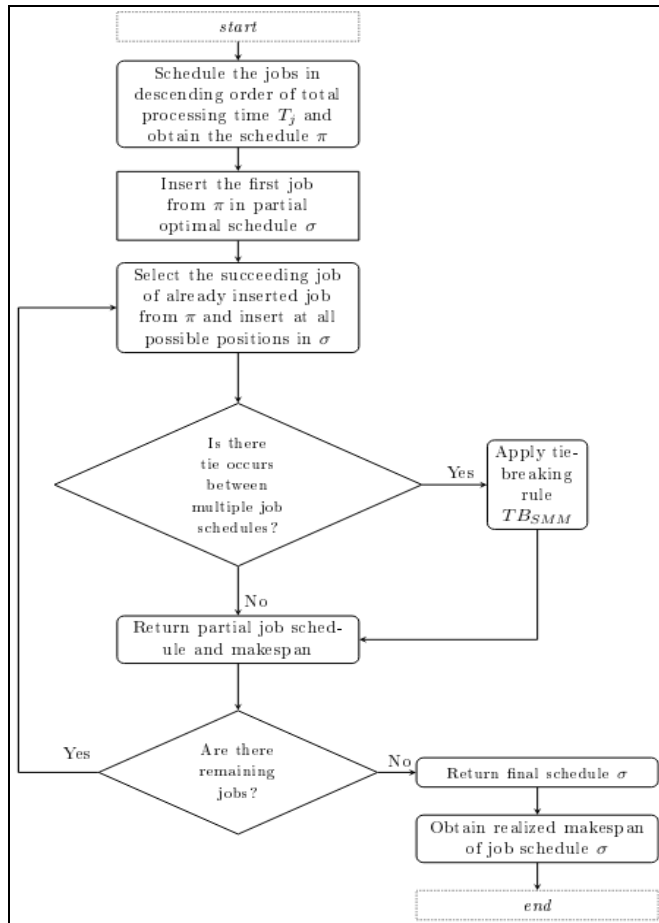 start
Schedule the jobs in
descending order of total
processing time T_j and
obtain the schedule π
Insert the first job
from π in partial
optimal schedule σ
Select the succeeding job
of already inserted job
from π and insert at all
possible positions in σ
Is there
tie occurs
between
multiple job
schedules?
Yes
Apply tie-
breaking
rule
TB_{SMM}
No
Return partial job sched-
ule and makespan
Are there
remaining
jobs?
Yes
No
Return final schedule σ
Obtain realized makespan
of job schedule σ
end